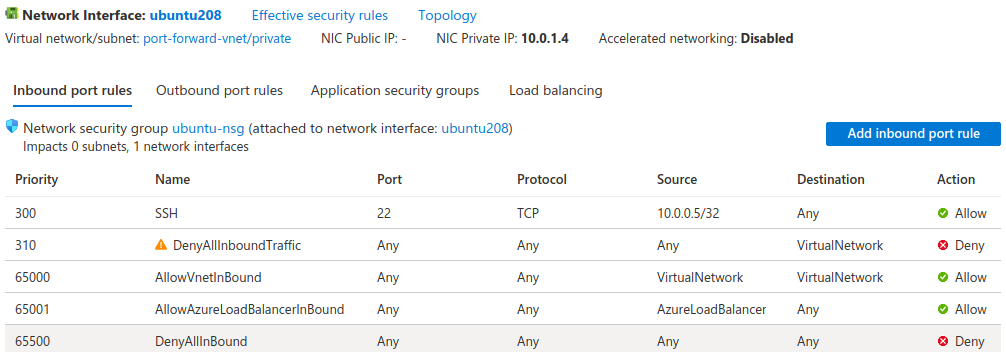 Network Interface: ubuntu208 Effective security rules Topology
Virtual network/subnet: port-forward-vnet/private NIC Public IP: - NIC Private IP: 10.0.1.4 Accelerated networking: Disabled
Inbound port rules Outbound port rules Application security groups Load balancing
Network security group ubuntu-nsg (attached to network interface: ubuntu208)
Impacts 0 subnets, 1 network interfaces
Add inbound port rule
Priority Name Port Protocol Source Destination Action
300 SSH 22 TCP 10.0.0.5/32 Any Allow
310 DenyAllInboundTraffic Any Any Any VirtualNetwork Deny
65000 AllowVnetInBound Any Any VirtualNetwork VirtualNetwork Allow
65001 AllowAzureLoadBalancerInBound Any Any AzureLoadBalancer Any Allow
65500 DenyAllInBound Any Any Any Any Deny